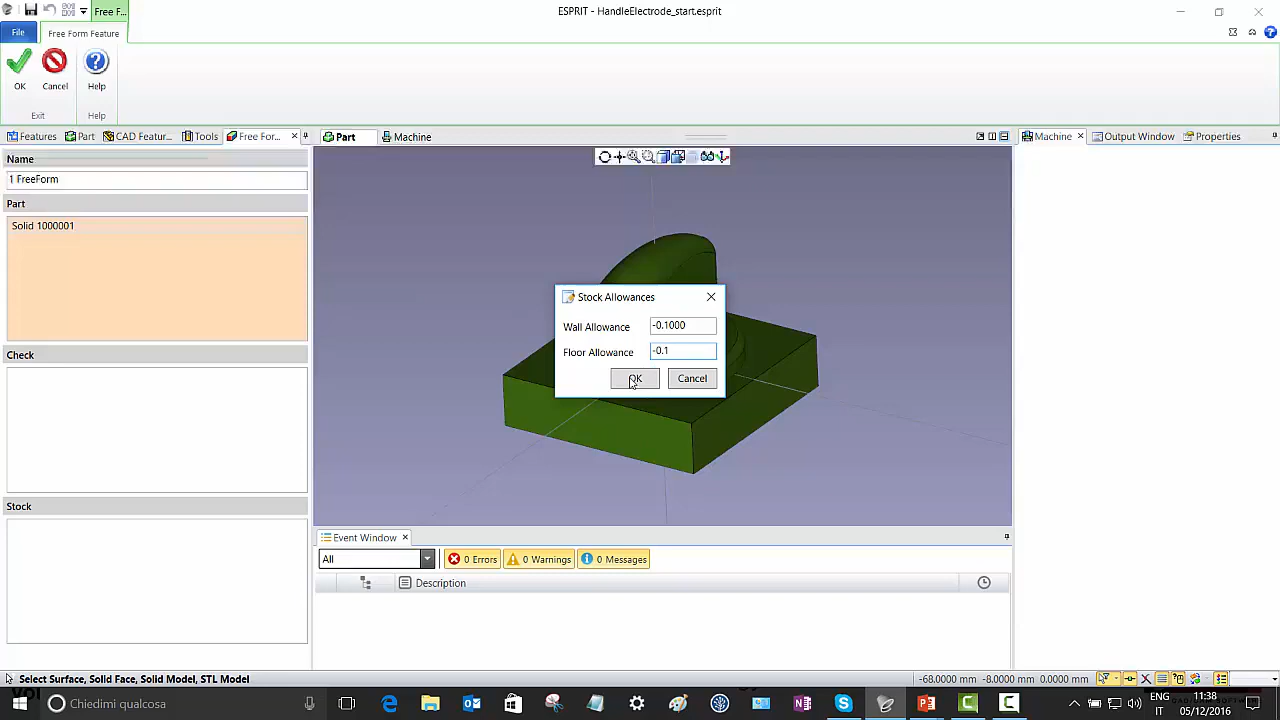 ESPRIT - HandleElectrode_start.esprit
Free F...
File
Free Form Feature
OK
Cancel
Help
Exit
Help
Features
Part
CAD Featur...
Tools
Free For...
Part
Machine
Machine
Output Window
Properties
Name
1 FreeForm
Part
Solid 1000001
Check
Stock
Stock Allowances
Wall Allowance
-0.1000
Floor Allowance
-0.1
OK
Cancel
Event Window
All
0 Errors
0 Warnings
0 Messages
Description
Select Surface, Solid Face, Solid Model, STL Model
-68.0000 mm -8.0000 mm 0.0000 mm
Chiedimi qualcosa
ENG
IT
11:38
05/12/2016